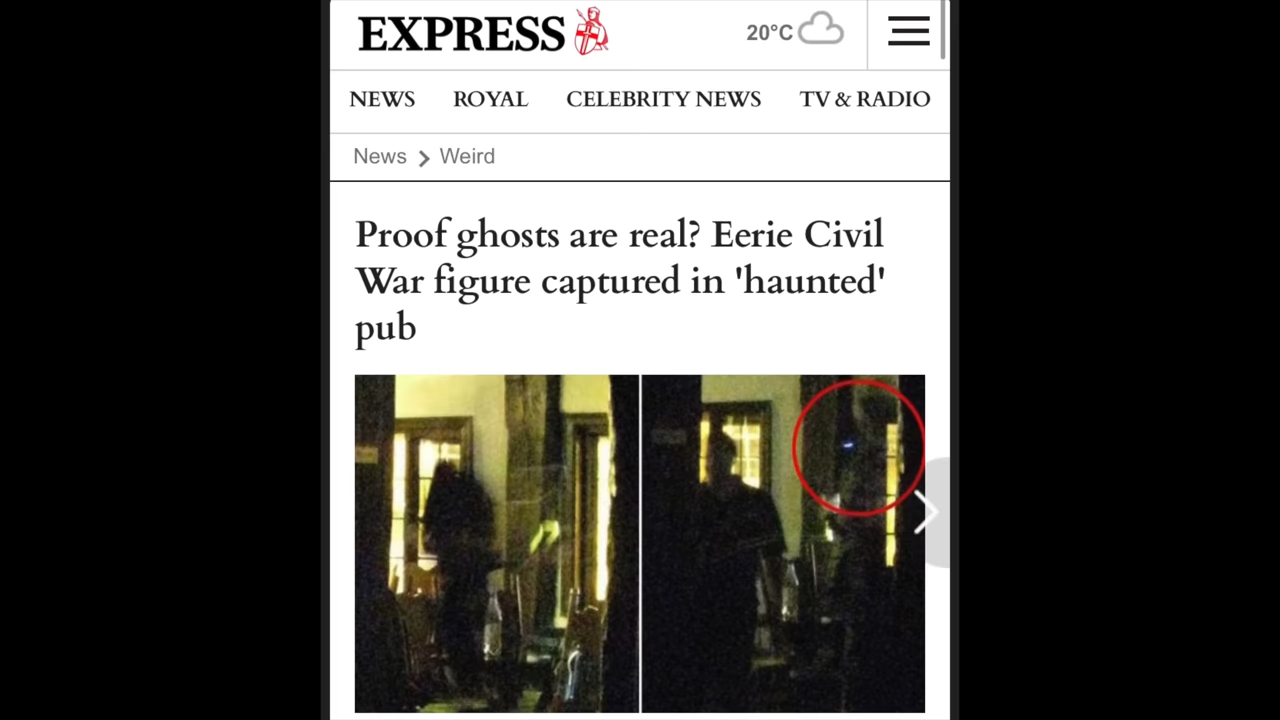 EXPRESS
20°C
NEWS ROYAL CELEBRITY NEWS TV & RADIO
News > Weird
Proof ghosts are real? Eerie Civil
War figure captured in 'haunted'
pub